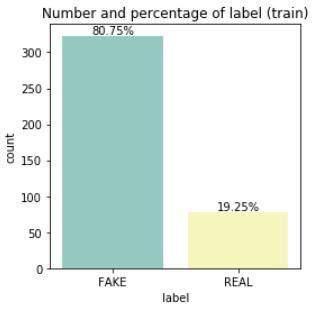 Number and percentage of label (train)
80.75%
300
250
200
150
100
50
0
count
19.25%
FAKE
REAL
label